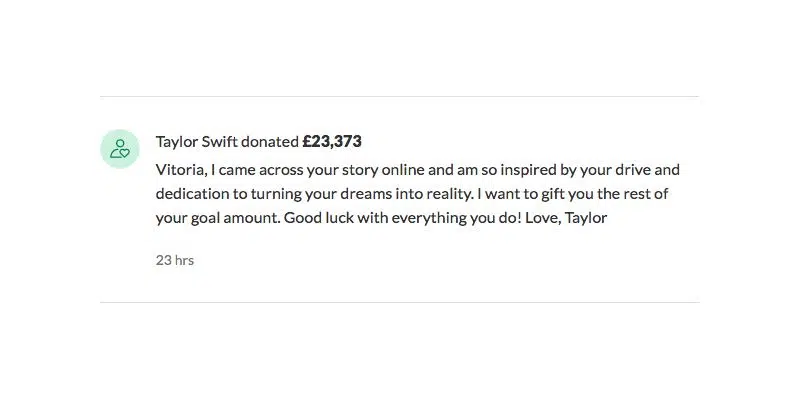 Taylor Swift donated £23,373
Vitoria, I came across your story online and am so inspired by your drive and
dedication to turning your dreams into reality. I want to gift you the rest of
your goal amount. Good luck with everything you do! Love, Taylor
23 hrs